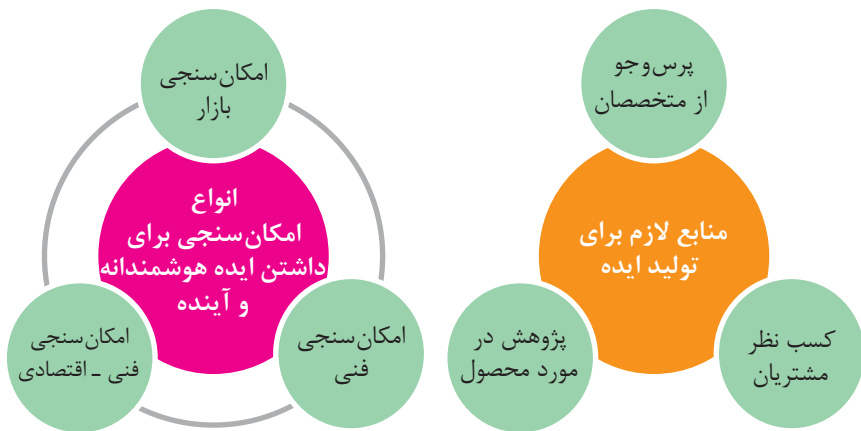 پرس‌وجو
از متخصصان
منابع لازم برای
تولید ایده
کسب نظر
مشتریان
پژوهش در
مورد محصول
امکان‌سنجی
بازار
انواع
امکان‌سنجی برای
داشتن ایده هوشمندانه
و آینده
امکان‌سنجی
فنی
امکان‌سنجی
فنی ـ اقتصادی